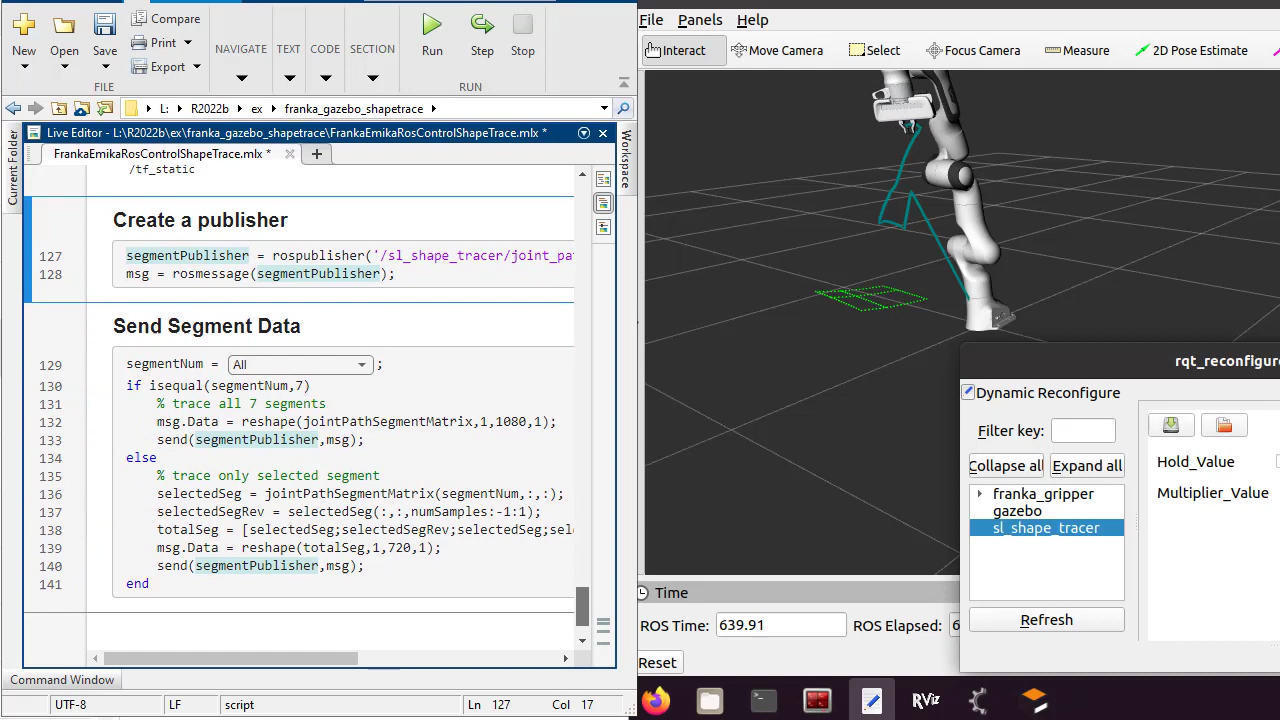 New
Open
Save
Compare
Print
Export
NAVIGATE
TEXT
CODE
SECTION
Run
Step
Stop
FILE
RUN
L:
R2022b
ex
franka_gazebo_shapetrace
Current Folder
Live Editor - L:\R2022b\ex\franka_gazebo_shapetrace\FrankaEmikaRosControlShapeTrace.mlx *
FrankaEmikaRosControlShapeTrace.mlx *
Workspace
/tf_static
Create a publisher
127 segmentPublisher = rospublisher('/sl_shape_tracer/joint_pa
128 msg = rosmessage(segmentPublisher);
Send Segment Data
129 segmentNum = All ;
130 if isequal(segmentNum,7)
131 % trace all 7 segments
132 msg.Data = reshape(jointPathSegmentMatrix,1,1080,1);
133 send(segmentPublisher,msg);
134 else
135 % trace only selected segment
136 selectedSeg = jointPathSegmentMatrix(segmentNum,:,:);
137 selectedSegRev = selectedSeg(:,:,numSamples:-1:1);
138 totalSeg = [selectedSeg;selectedSegRev;selectedSeg;sel
139 msg.Data = reshape(totalSeg,1,720,1);
140 send(segmentPublisher,msg);
141 end
Command Window
UTF-8
LF
script
Ln 127
Col 17
File Panels Help
Interact
Move Camera
Select
Focus Camera
Measure
2D Pose Estimate
rqt_reconfigure
Dynamic Reconfigure
Filter key:
Collapse all
Expand all
franka_gripper
gazebo
sl_shape_tracer
Refresh
Hold_Value
Multiplier_Value
Time
ROS Time: 639.91
ROS Elapsed: 6
Reset
RViz